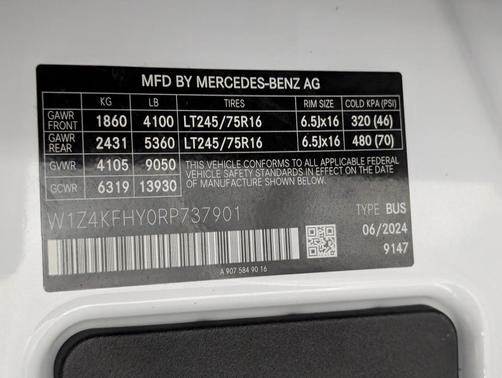 MFD BY MERCEDES-BENZ AG
KG LB TIRES RIM SIZE COLD KPA (PSI)
GAWR FRONT 1860 4100 LT245/75R16 6.5Jx16 320 (46)
GAWR REAR 2431 5360 LT245/75R16 6.5Jx16 480 (70)
GVWR 4105 9050
GCWR 6319 13930
THIS VEHICLE CONFORMS TO ALL APPLICABLE FEDERAL MOTOR
VEHICLE SAFETY STANDARDS IN EFFECT ON THE DATE OF
MANUFACTURE SHOWN ABOVE.
W1Z4KFHY0RP737901
TYPE BUS
06/2024
9147
A 907 584 90 16